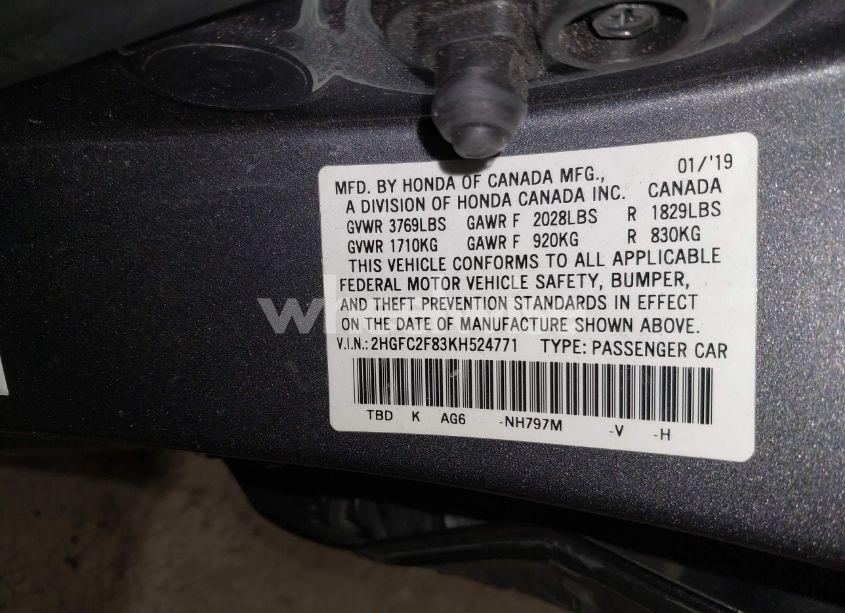 01/'19
MFD. BY HONDA OF CANADA MFG.,
A DIVISION OF HONDA CANADA INC. CANADA
GVWR 3769LBS GAWR F 2028LBS R 1829LBS
GVWR 1710KG GAWR F 920KG R 830KG
THIS VEHICLE CONFORMS TO ALL APPLICABLE
FEDERAL MOTOR VEHICLE SAFETY, BUMPER,
AND THEFT PREVENTION STANDARDS IN EFFECT
ON THE DATE OF MANUFACTURE SHOWN ABOVE.
V.I.N.: 2HGFC2F83KH524771 TYPE: PASSENGER CAR
TBD K AG6 -NH797M -V -H